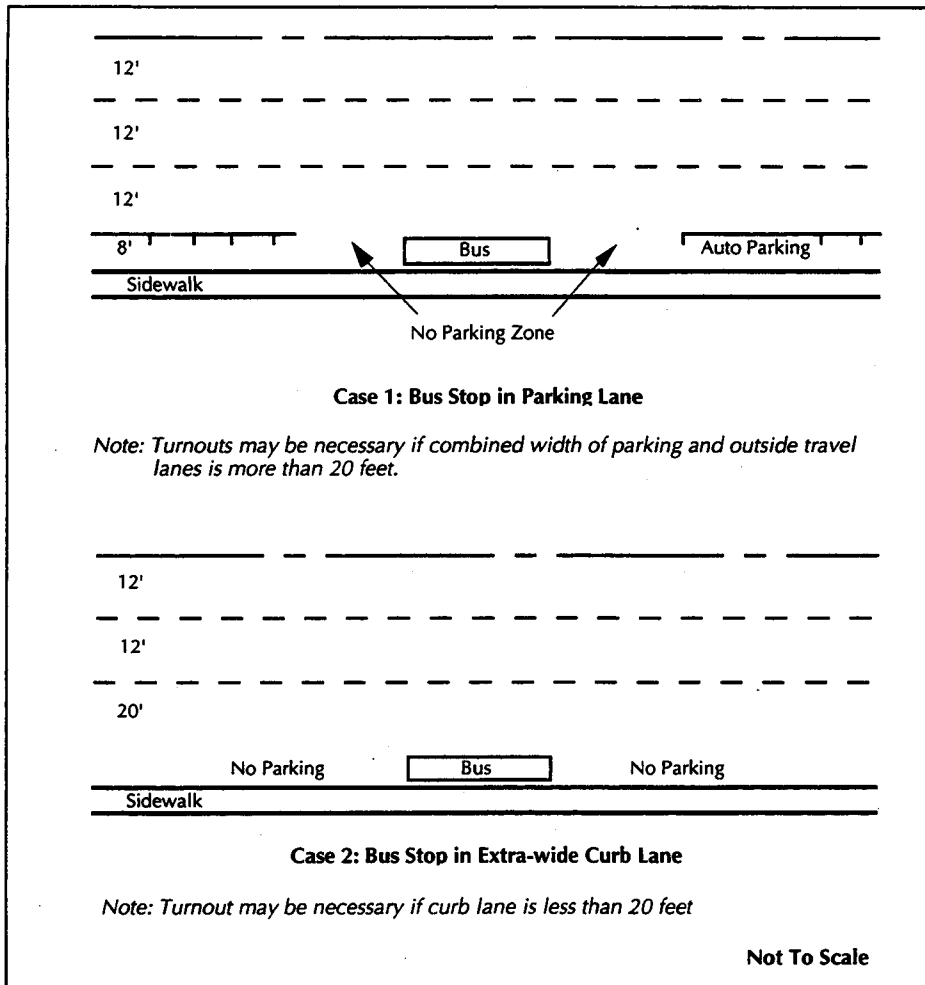 12'
12'
12'
8'
Bus
Auto Parking
Sidewalk
No Parking Zone
Case 1: Bus Stop in Parking Lane
Note: Turnouts may be necessary if combined width of parking and outside travel
lanes is more than 20 feet.
12'
12'
20'
No Parking
Bus
No Parking
Sidewalk
Case 2: Bus Stop in Extra-wide Curb Lane
Note: Turnout may be necessary if curb lane is less than 20 feet
Not To Scale